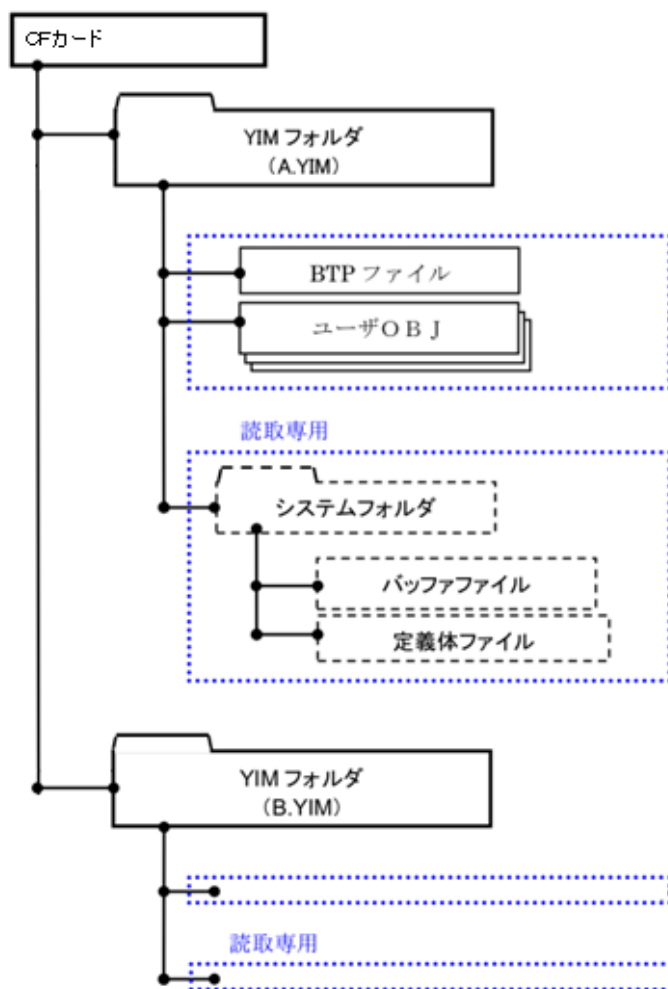 CFカード
YIM フォルダ
（A.YIM）
BTP ファイル
ユーザＯＢＪ
読取専用
システムフォルダ
バッファファイル
定義体ファイル
YIM フォルダ
（B.YIM）
読取専用